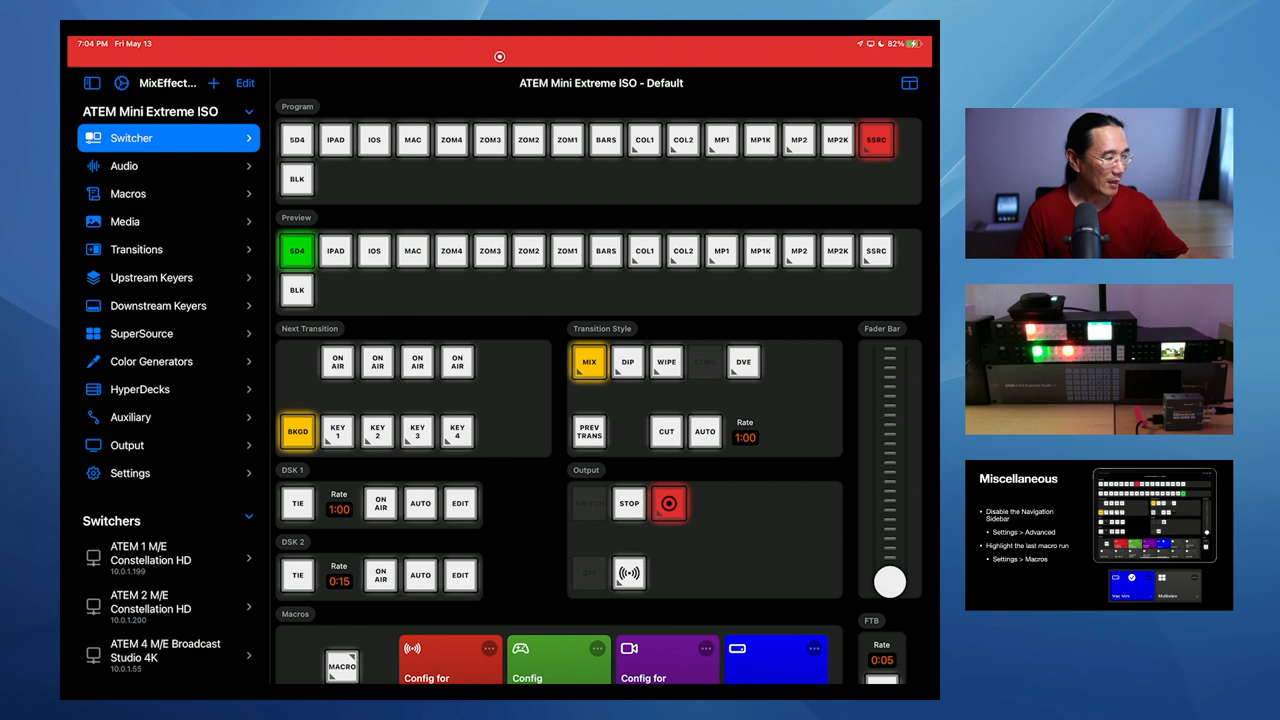 7:04 PM Fri May 13
82%
MixEffect...
Edit
ATEM Mini Extreme ISO - Default
ATEM Mini Extreme ISO
Switcher
Audio
Macros
Media
Transitions
Upstream Keyers
Downstream Keyers
SuperSource
Color Generators
HyperDecks
Auxiliary
Output
Settings
Switchers
ATEM 1 M/E
Constellation HD
10.0.1.199
ATEM 2 M/E
Constellation HD
10.0.1.200
ATEM 4 M/E Broadcast
Studio 4K
10.0.1.55
Program
5D4 IPAD IOS MAC ZOM4 ZOM3 ZOM2 ZOM1 BARS COL1 COL2 MP1 MP1K MP2 MP2K SSRC
BLK
Preview
5D4 IPAD IOS MAC ZOM4 ZOM3 ZOM2 ZOM1 BARS COL1 COL2 MP1 MP1K MP2 MP2K SSRC
BLK
Next Transition
ON AIR ON AIR ON AIR ON AIR
BKGD KEY 1 KEY 2 KEY 3 KEY 4
Transition Style
MIX DIP WIPE STING DVE
PREV TRANS CUT AUTO Rate 1:00
Fader Bar
DSK 1
TIE Rate 1:00 ON AIR AUTO EDIT
DSK 2
TIE Rate 0:15 ON AIR AUTO EDIT
Output
SWITCH STOP
OFF
Macros
MACRO
Config for
Config
Config for
FTB
Rate
0:05
Miscellaneous
• Disable the Navigation
Sidebar
• Settings > Advanced
• Highlight the last macro run
• Settings > Macros
Mac Mini
Multiview